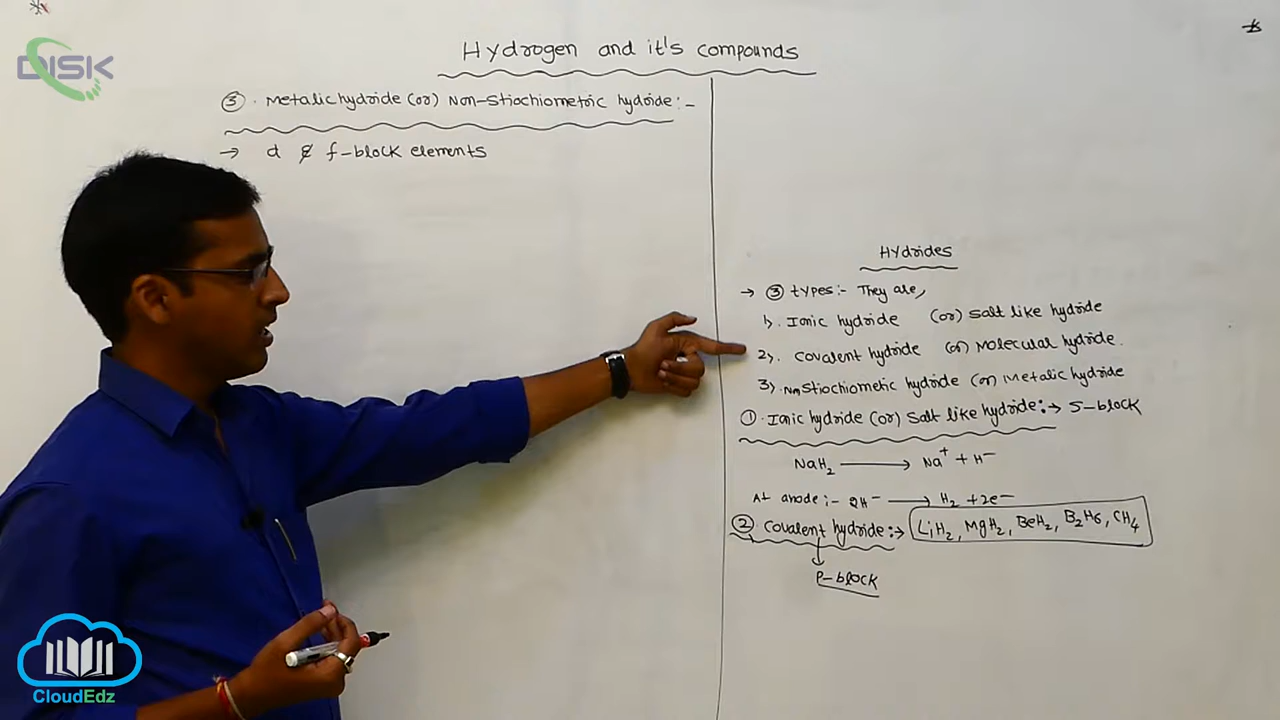 DISK
Hydrogen and it's compounds
③. Metalichydride (or) Non-Stiochiometric hydride:-
→ d & f-block elements
Hydrides
→ ③ types:- They are,
1). Ionic hydride (or) Salt like hydride
2). Covalent hydride (or) Molecular hydride.
3). Non Stiochiometic hydride (or) Metalic hydride
①. Ionic hydride (or) Salt like hydride:→ S-block
NaH₂ ⟶ Na⁺ + H⁻
At anode:- 2H⁻ ⟶ H₂ + 2e⁻
②. Covalent hydride:→ LiH₂, MgH₂, BeH₂, B₂H₆, CH₄
P-block
CloudEdz